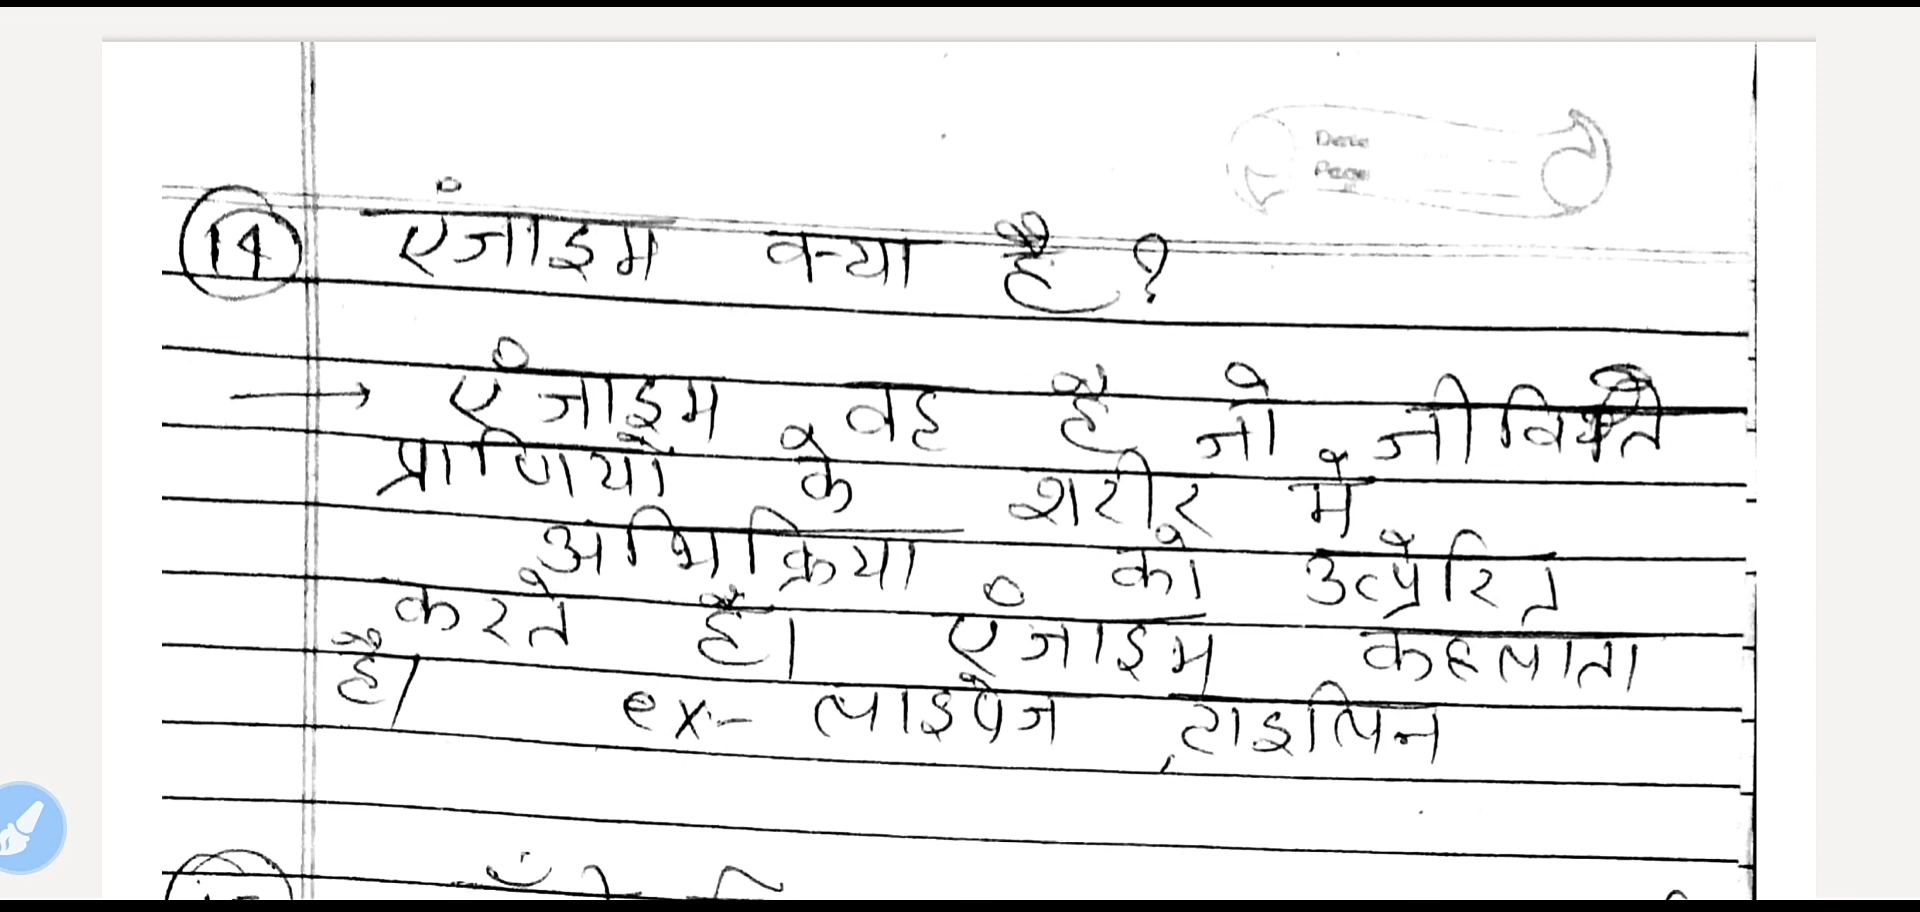 Date
Page
14 एंजाइम क्या है?
→ एंजाइम वह है जो जीवित
प्राणियों के शरीर में
अभिक्रिया को उत्प्रेरित
करते है। एंजाइम कहलाता
है। ex:- लाइपेज, टाइलिन